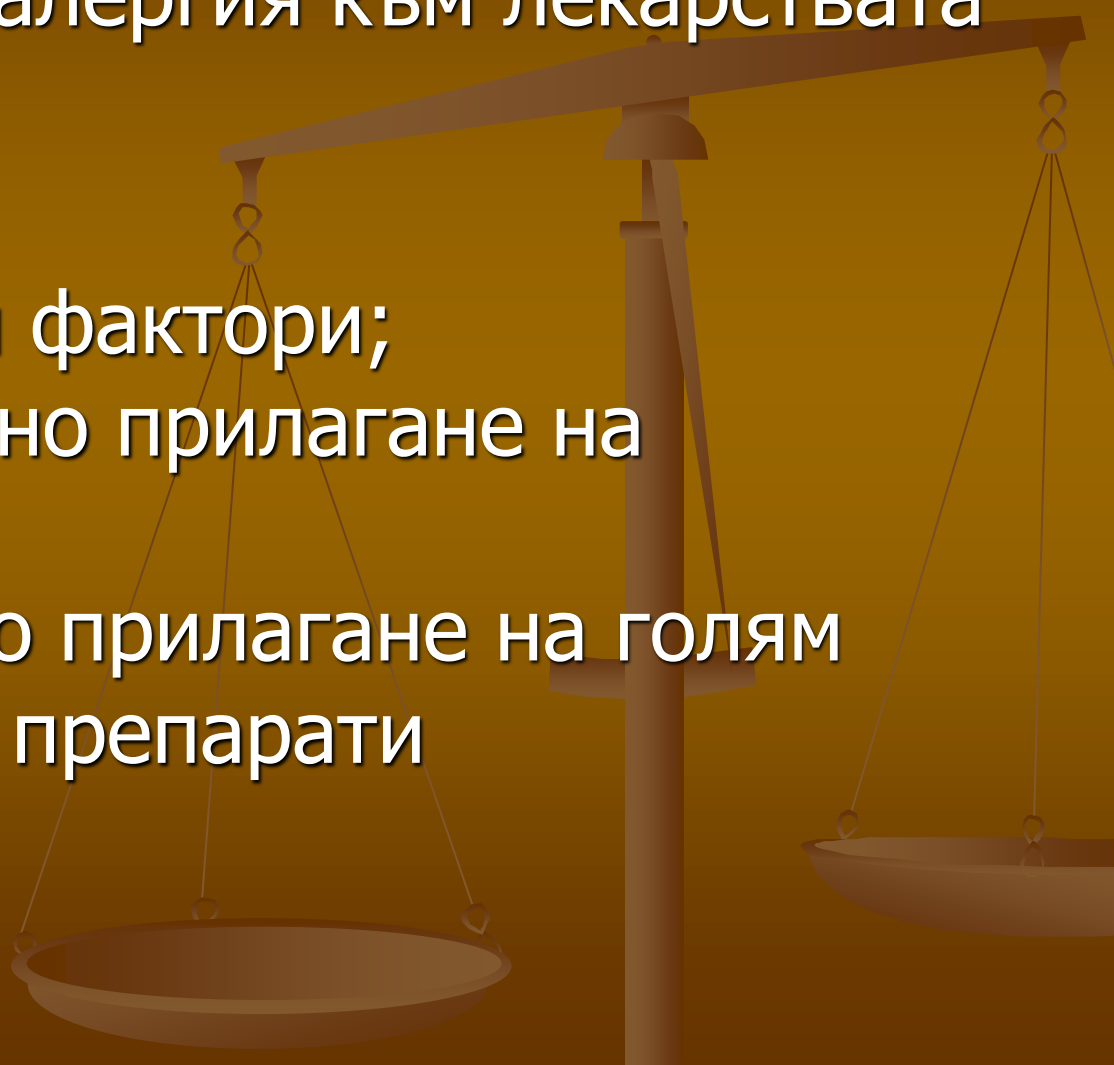 алергия към лекарствата
фактори;
но прилагане на
о прилагане на голям
препарати